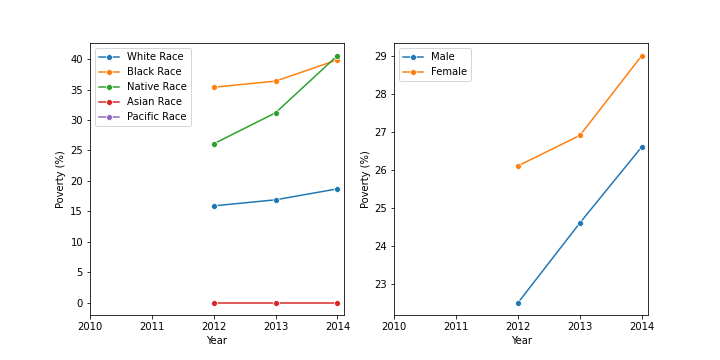 White Race
Black Race
Native Race
Asian Race
Pacific Race
40
35
30
25
20
15
10
5
0
Poverty (%)
2010 2011 2012 2013 2014
Year
Male
Female
29
28
27
26
25
24
23
Poverty (%)
2010 2011 2012 2013 2014
Year